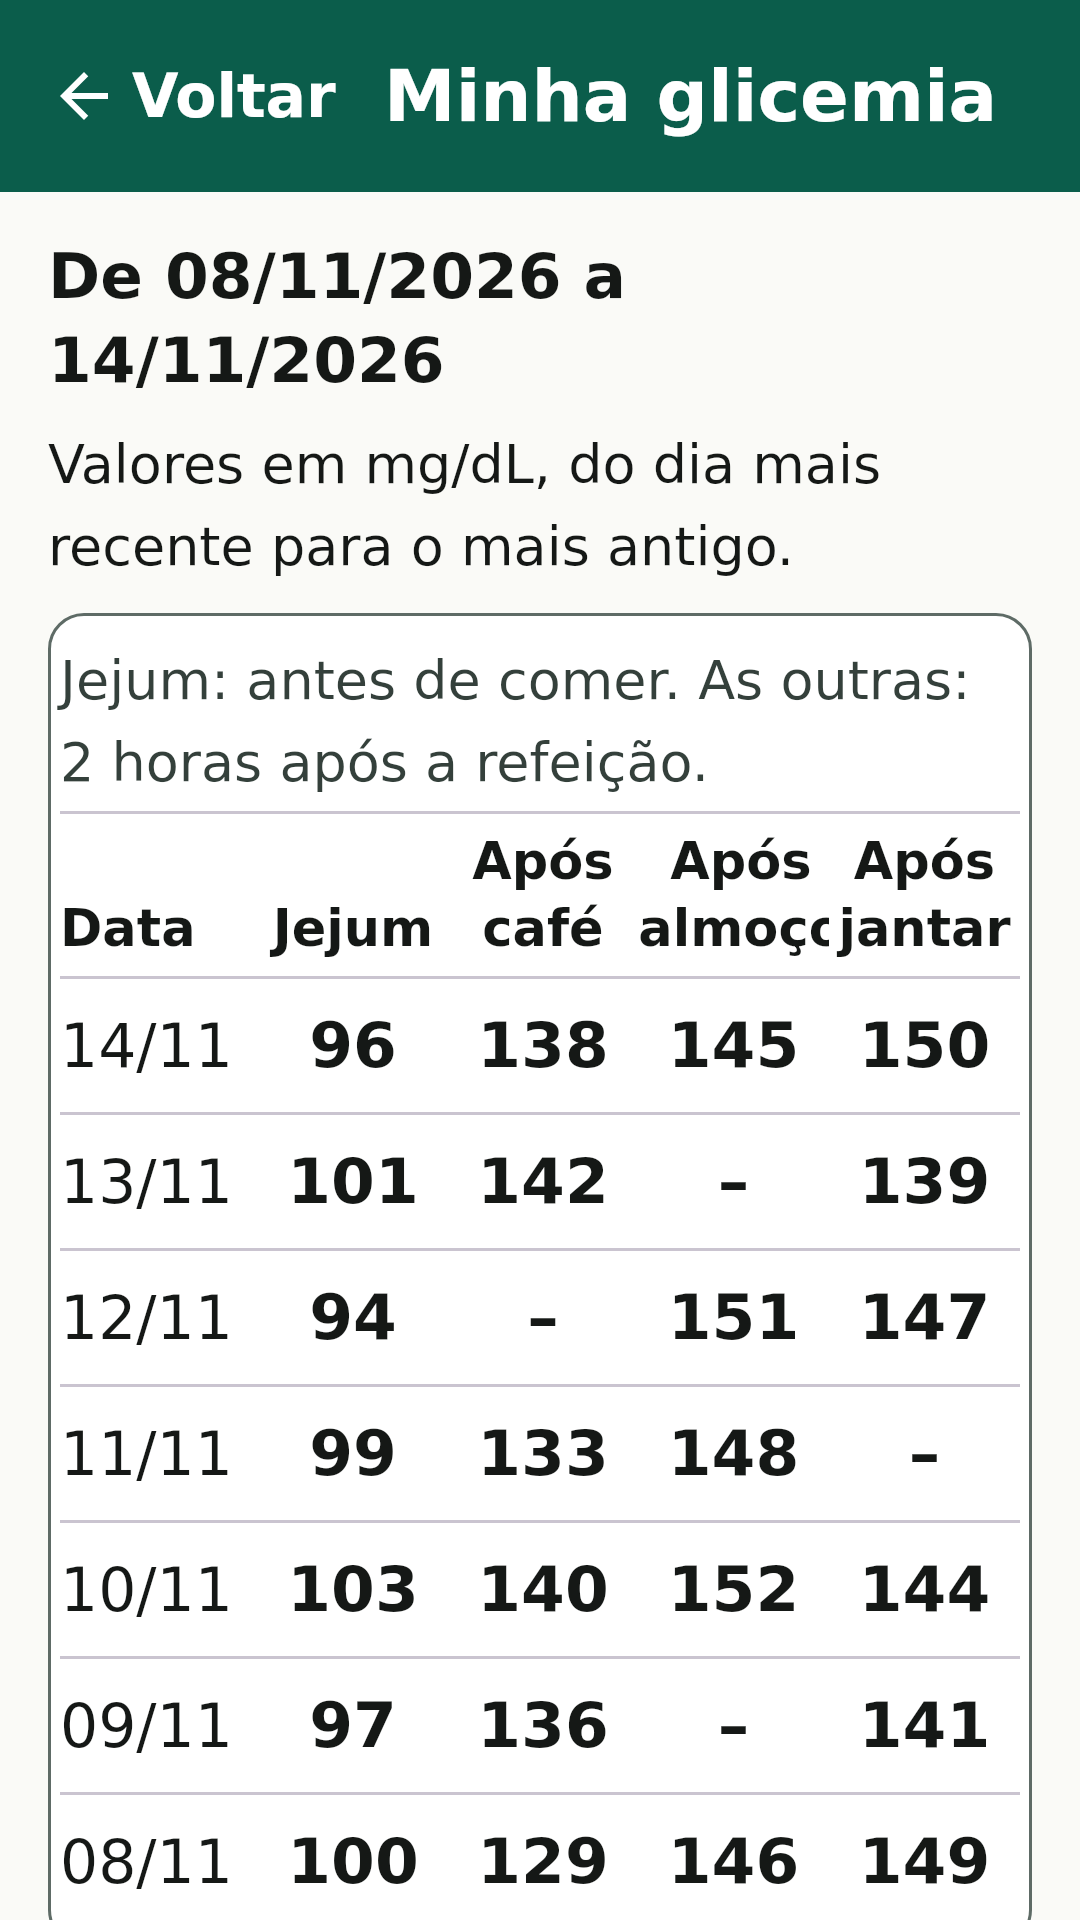 Voltar Minha glicemia
De 08/11/2026 a
14/11/2026
Valores em mg/dL, do dia mais
recente para o mais antigo.
Jejum: antes de comer. As outras:
2 horas após a refeição.
Após Após Após
Data Jejum café almoço jantar
14/11 96 138 145 150
13/11 101 142 – 139
12/11 94 – 151 147
11/11 99 133 148 –
10/11 103 140 152 144
09/11 97 136 – 141
08/11 100 129 146 149